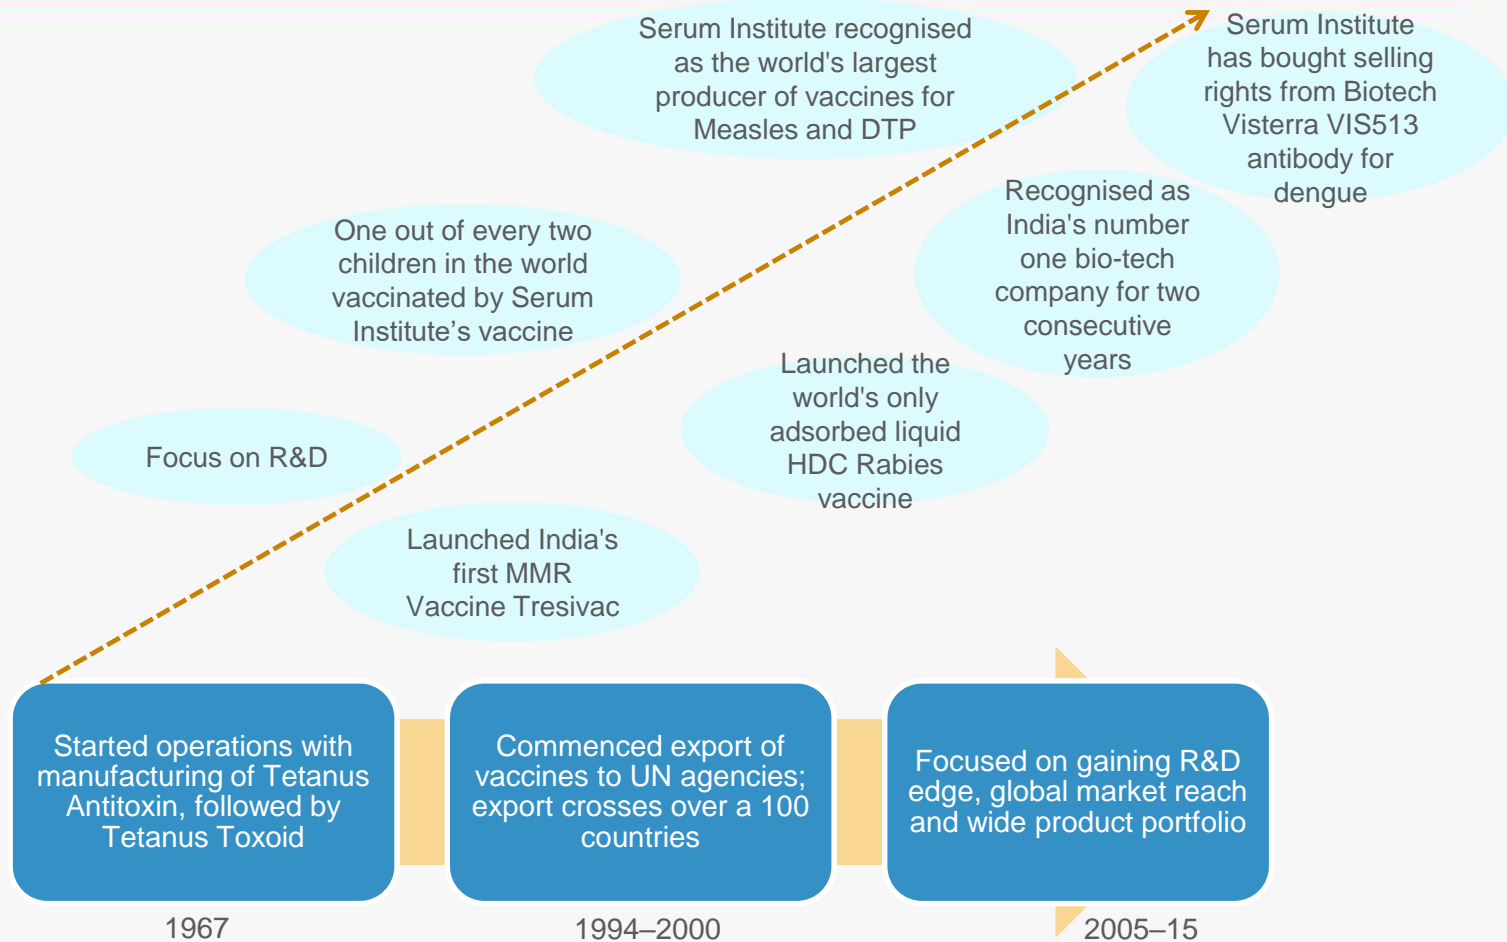 Serum Institute recognised
as the world's largest
producer of vaccines for
Measles and DTP
Serum Institute
has bought selling
rights from Biotech
Visterra VIS513
antibody for
dengue
One out of every two
children in the world
vaccinated by Serum
Institute’s vaccine
Recognised as
India's number
one bio-tech
company for two
consecutive
years
Focus on R&D
Launched the
world's only
adsorbed liquid
HDC Rabies
vaccine
Launched India's
first MMR
Vaccine Tresivac
Started operations with
manufacturing of Tetanus
Antitoxin, followed by
Tetanus Toxoid
Commenced export of
vaccines to UN agencies;
export crosses over a 100
countries
Focused on gaining R&D
edge, global market reach
and wide product portfolio
1967
1994–2000
2005–15